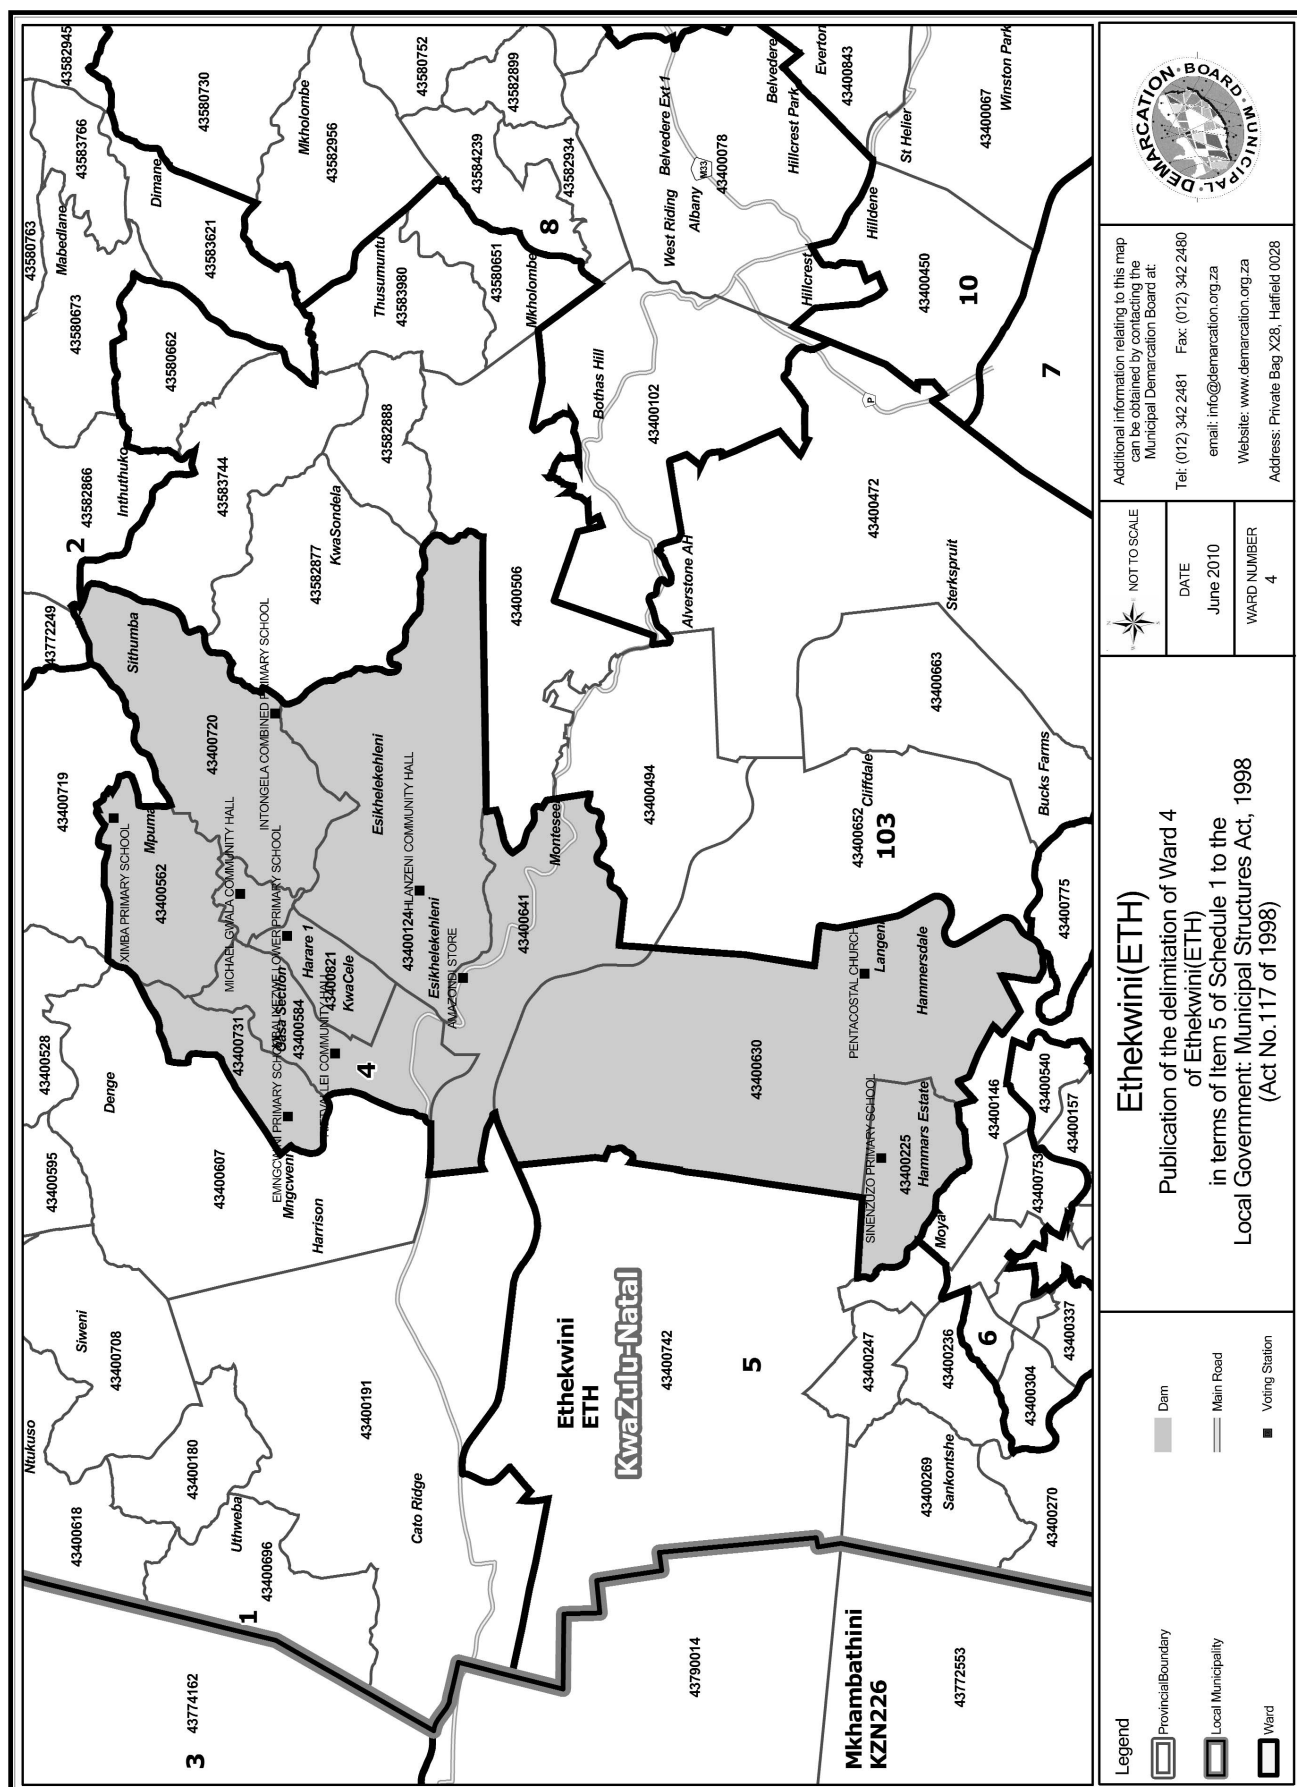 43582945
43583766
43580763
Mabedlane
43580673
43580730
Dimane
43583621
43580662
Inthuthuko
43582866
2
43772249
43400719
43400528
43400595
Denge
43400607
Siweni
43400708
Ntukuso
43400618
43400180
Uthweba
43400696
1
43774162
3
Mkholombe
43582956
43580752
43582899
43584239
43582934
8
Thusumuntu
43583980
43580651
Mkholombe
43583744
43582888
KwaSondela
43582877
Sithumba
43400720
INTONGELA COMBINED PRIMARY SCHOOL
XIMBA PRIMARY SCHOOL
Mpuma
43400562
MICHAEL GWALA COMMUNITY HALL
43400731
EMNGCWENI PRIMARY SCHOOL
Mngcweni
Harare 1
43400821
KwaCele
43400584
4
Harrison
43400191
Cato Ridge
Esikhelekehleni
HLANZENI COMMUNITY HALL
43400124
Esikhelekehleni
AMAZONDI STORE
43400641
Monteseel
43400506
Belvedere Ext 1
West Riding
Albany
M33
43400078
Belvedere
Hillcrest Park
Everton
43400843
St Helier
43400067
Winston Park
Hilldene
Hillcrest
43400450
10
7
Bothas Hill
43400102
P
43400472
Alverstone AH
Sterkspruit
43400663
43400494
Cliffdale
43400652
103
Bucks Farms
43400775
43400630
PENTACOSTAL CHURCH
Langeni
Hammersdale
SINENZUZO PRIMARY SCHOOL
43400225
Hammars Estate
43400146
43400540
43400157
43400753
Moya
Ethekwini
ETH
KwaZulu-Natal
43400742
5
43400247
43400236
6
43400337
43400304
43400269
Sankontshe
43400270
43790014
Mkhambathini
KZN226
43772553
Legend
ProvincialBoundary
Local Municipality
Ward
Dam
Main Road
Voting Station
Ethekwini(ETH)
Publication of the delimitation of Ward 4
of Ethekwini(ETH)
in terms of Item 5 of Schedule 1 to the
Local Government: Municipal Structures Act, 1998
(Act No.117 of 1998)
NOT TO SCALE
DATE
June 2010
WARD NUMBER
4
Additional information relating to this map
can be obtained by contacting the
Municipal Demarcation Board at:
Tel: (012) 342 2481 Fax: (012) 342 2480
email: info@demarcation.org.za
Website: www.demarcation.org.za
Address: Private Bag X28, Hatfield 0028
MUNICIPAL DEMARCATION BOARD